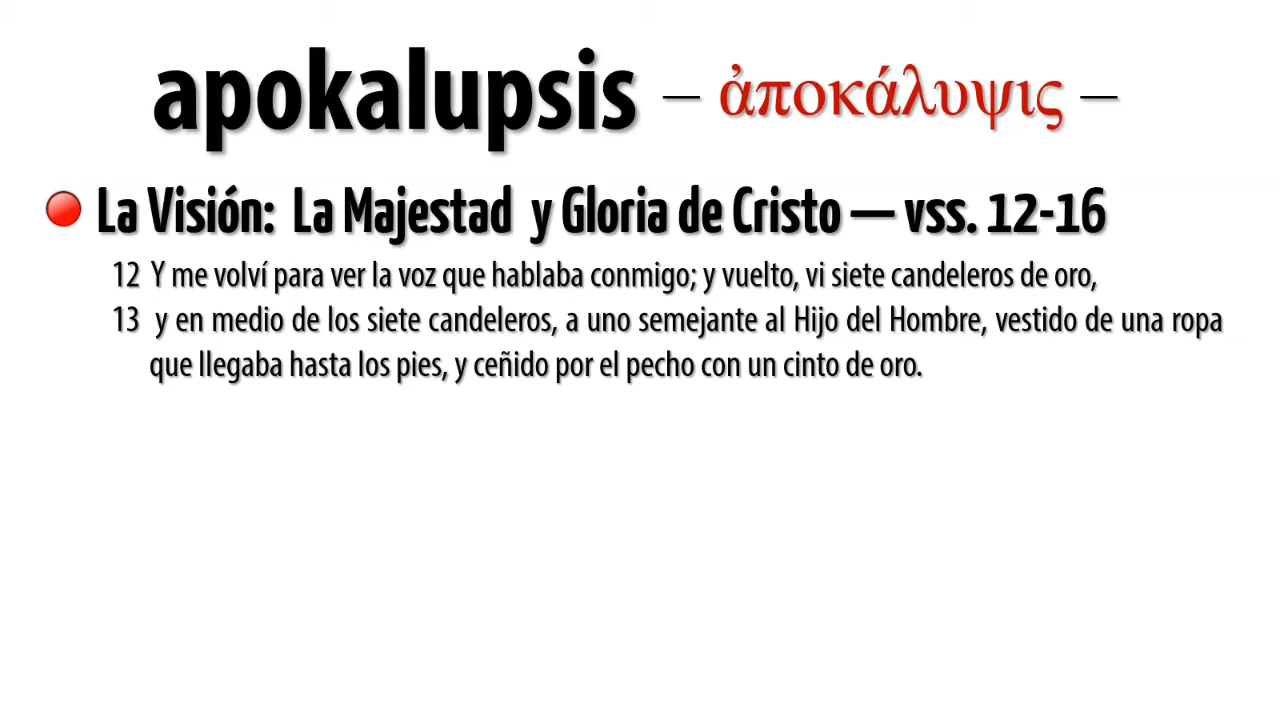 apokalupsis – ἀποκάλυψις –
La Visión: La Majestad y Gloria de Cristo — vss. 12-16
12 Y me volví para ver la voz que hablaba conmigo; y vuelto, vi siete candeleros de oro,
13 y en medio de los siete candeleros, a uno semejante al Hijo del Hombre, vestido de una ropa
que llegaba hasta los pies, y ceñido por el pecho con un cinto de oro.